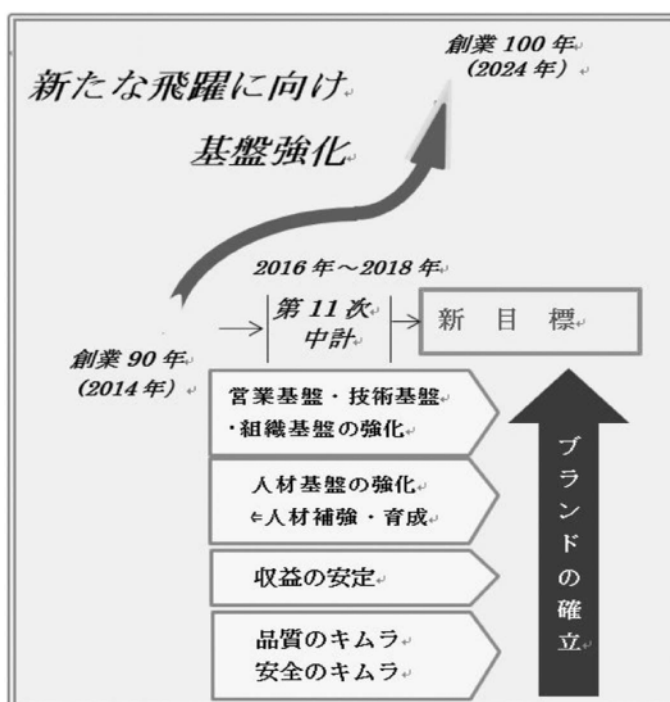 創業 100 年
（2024 年）
新たな飛躍に向け
基盤強化
2016 年～2018 年
第 11 次
中計
新 目 標
創業 90 年
（2014 年）
営業基盤・技術基盤
・組織基盤の強化
人材基盤の強化
⇐人材補強・育成
収益の安定
品質のキムラ
安全のキムラ
ブランドの確立